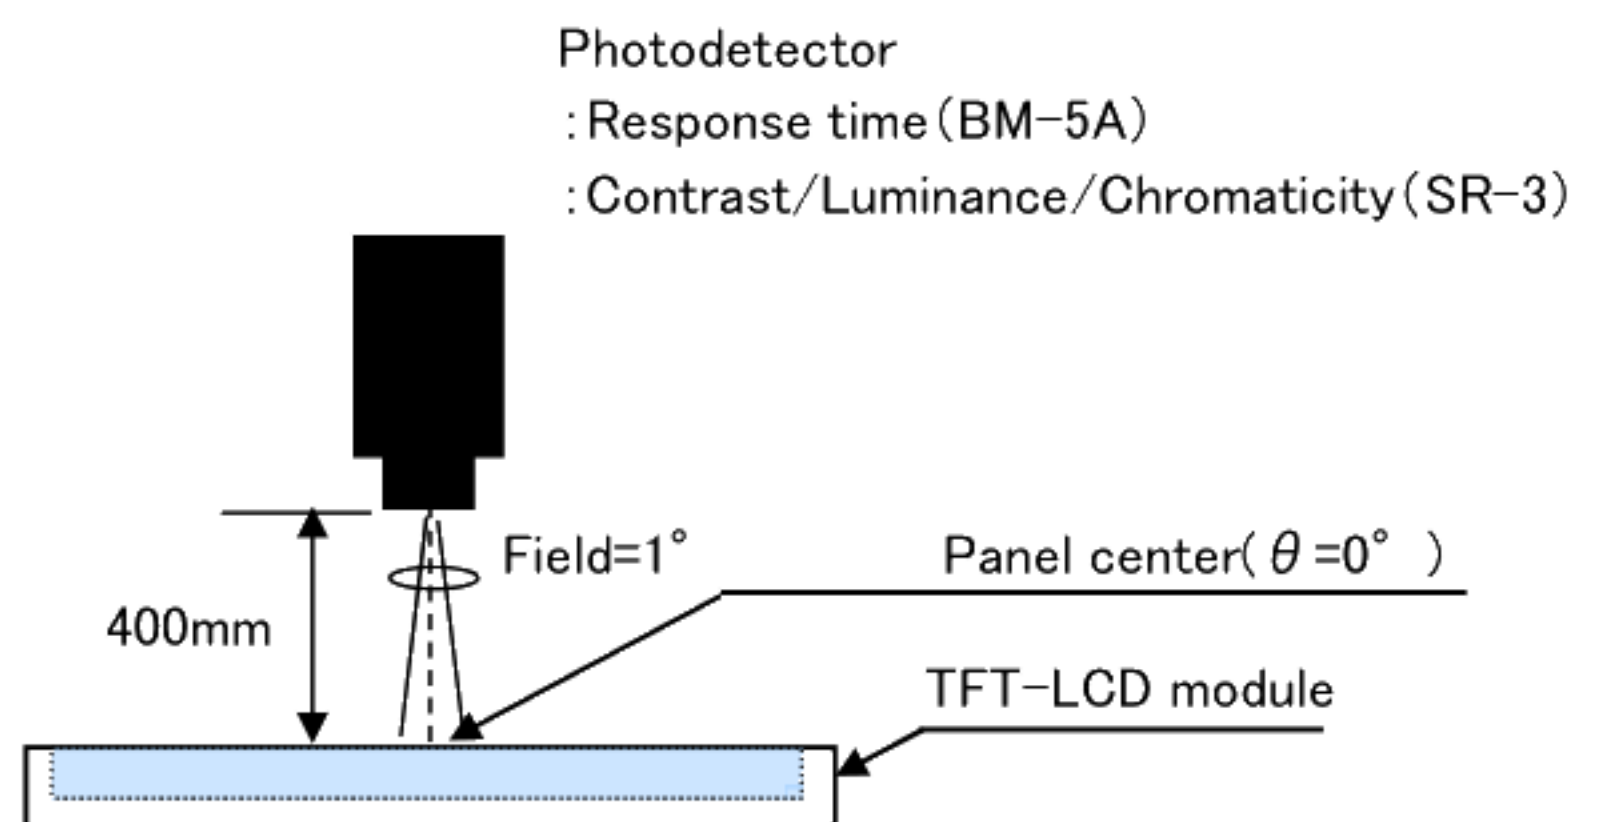 Photodetector
:Response time(BM-5A)
:Contrast/Luminance/Chromaticity(SR-3)
Field=1°
Panel center(θ=0° )
400mm
TFT-LCD module